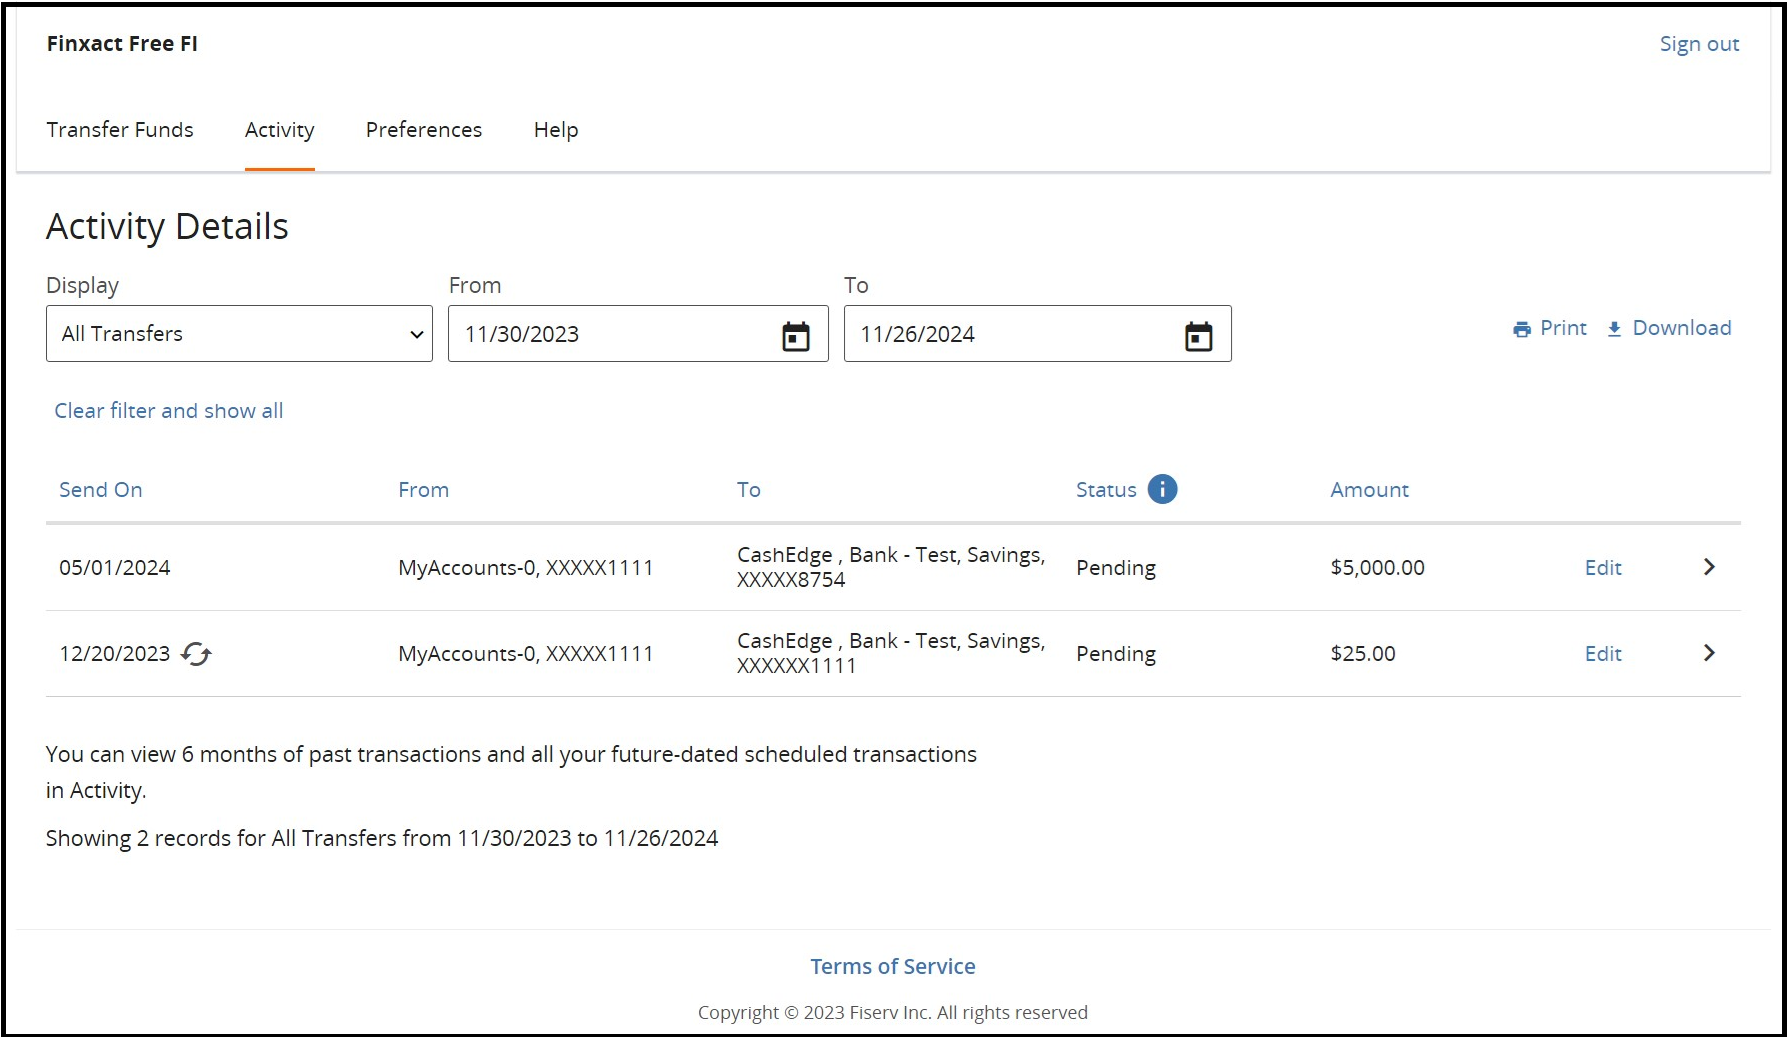 Finxact Free FI
Sign out
Transfer Funds Activity Preferences Help
Activity Details
Display From To
All Transfers 11/30/2023 11/26/2024 Print Download
Clear filter and show all
Send On From To Status i Amount
05/01/2024 MyAccounts-0, XXXXX1111 CashEdge , Bank - Test, Savings, Pending $5,000.00 Edit
XXXXX8754
12/20/2023 MyAccounts-0, XXXXX1111 CashEdge , Bank - Test, Savings, Pending $25.00 Edit
XXXXXX1111
You can view 6 months of past transactions and all your future-dated scheduled transactions
in Activity.
Showing 2 records for All Transfers from 11/30/2023 to 11/26/2024
Terms of Service
Copyright © 2023 Fiserv Inc. All rights reserved